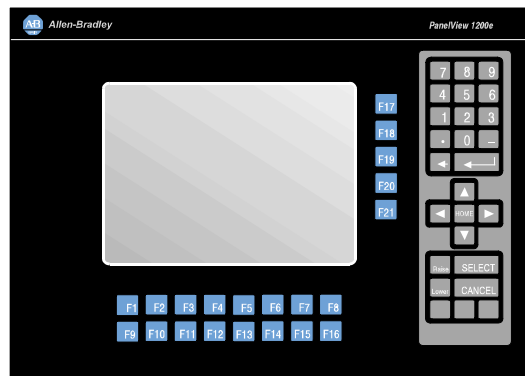 AB Allen-Bradley
PanelView 1200e
7 8 9
4 5 6
1 2 3
. 0 –
F17
F18
F19
F20
F21
HOME
Raise SELECT
Lower CANCEL
F1 F2 F3 F4 F5 F6 F7 F8
F9 F10 F11 F12 F13 F14 F15 F16